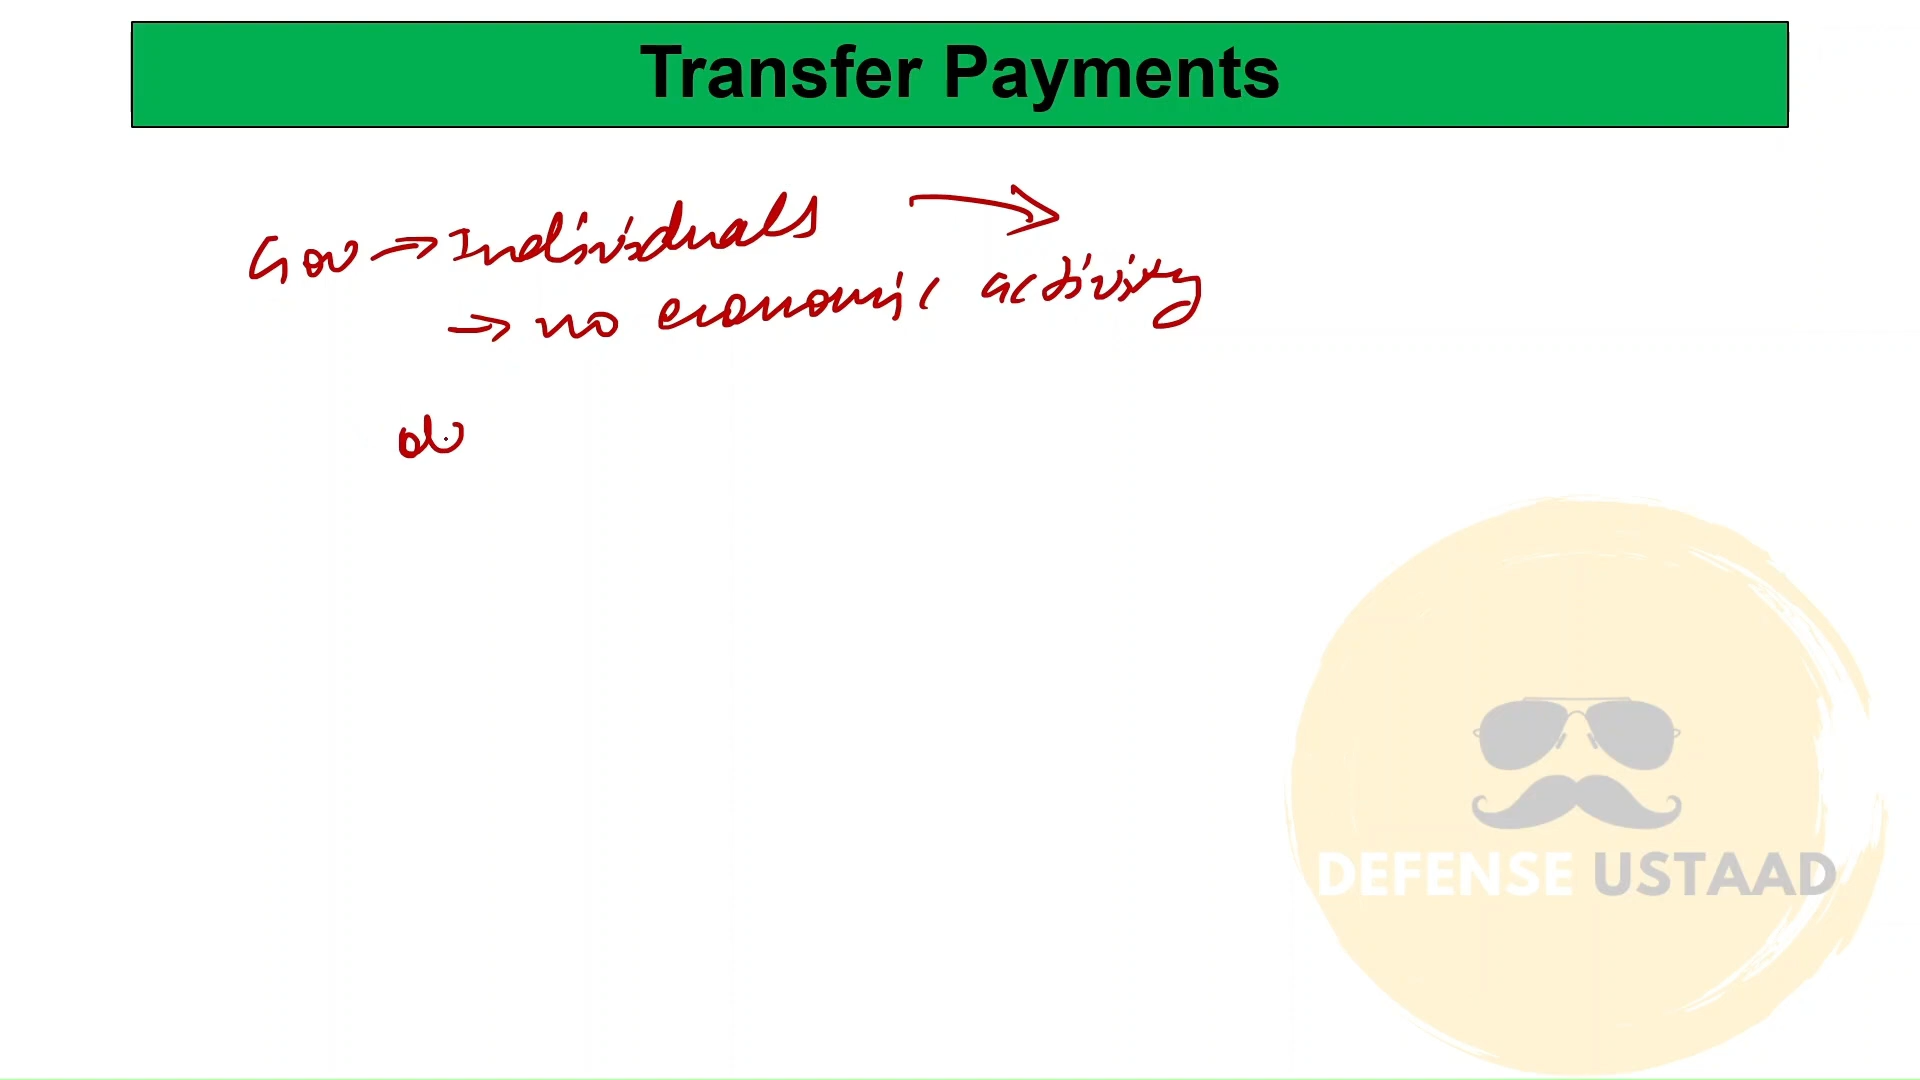 Transfer Payments
Gov → Individuals →
→ no economic activity
DEFENSE USTAAD